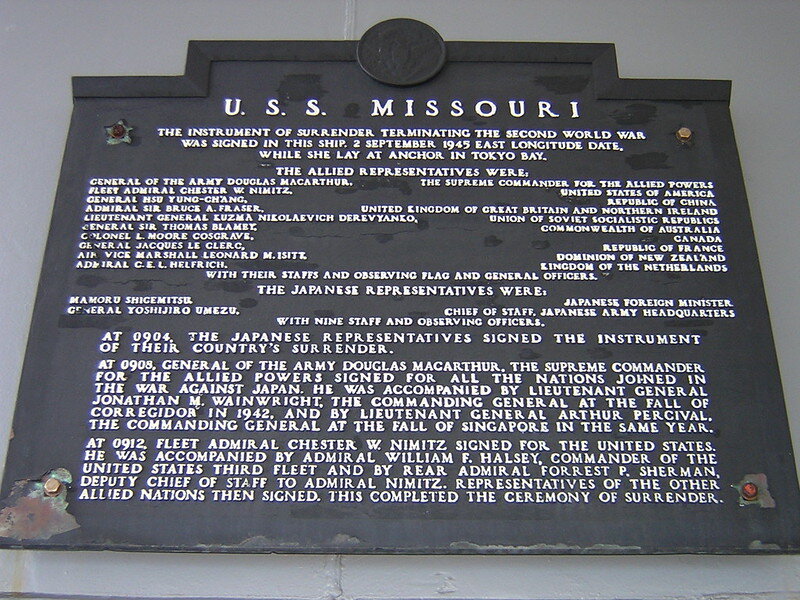 U. S. S. MISSOURI
THE INSTRUMENT OF SURRENDER TERMINATING THE SECOND WORLD WAR
WAS SIGNED IN THIS SHIP, 2 SEPTEMBER 1945 EAST LONGITUDE DATE,
WHILE SHE LAY AT ANCHOR IN TOKYO BAY.
THE ALLIED REPRESENTATIVES WERE:
GENERAL OF THE ARMY DOUGLAS MACARTHUR, THE SUPREME COMMANDER FOR THE ALLIED POWERS
FLEET ADMIRAL CHESTER W. NIMITZ, UNITED STATES OF AMERICA
GENERAL HSU YUNG-CHANG, REPUBLIC OF CHINA
ADMIRAL SIR BRUCE A. FRASER, UNITED KINGDOM OF GREAT BRITAIN AND NORTHERN IRELAND
LIEUTENANT GENERAL KUZMA NIKOLAEVICH DEREVYANKO, UNION OF SOVIET SOCIALISTIC REPUBLICS
GENERAL SIR THOMAS BLAMEY, COMMONWEALTH OF AUSTRALIA
COLONEL L. MOORE COSGRAVE, CANADA
GENERAL JACQUES LE CLERC, REPUBLIC OF FRANCE
AIR VICE MARSHALL LEONARD M. ISITT, DOMINION OF NEW ZEALAND
ADMIRAL C.E.L. HELFRICH, KINGDOM OF THE NETHERLANDS
WITH THEIR STAFFS AND OBSERVING FLAG AND GENERAL OFFICERS.
THE JAPANESE REPRESENTATIVES WERE:
MAMORU SHIGEMITSU, JAPANESE FOREIGN MINISTER
GENERAL YOSHIJIRO UMEZU, CHIEF OF STAFF, JAPANESE ARMY HEADQUARTERS
WITH NINE STAFF AND OBSERVING OFFICERS.
AT 0904, THE JAPANESE REPRESENTATIVES SIGNED THE INSTRUMENT
OF THEIR COUNTRY'S SURRENDER.
AT 0908, GENERAL OF THE ARMY DOUGLAS MACARTHUR, THE SUPREME COMMANDER
FOR THE ALLIED POWERS SIGNED FOR ALL THE NATIONS JOINED IN
THE WAR AGAINST JAPAN. HE WAS ACCOMPANIED BY LIEUTENANT GENERAL
JONATHAN M. WAINWRIGHT, THE COMMANDING GENERAL AT THE FALL OF
CORREGIDOR IN 1942, AND BY LIEUTENANT GENERAL ARTHUR PERCIVAL,
THE COMMANDING GENERAL AT THE FALL OF SINGAPORE IN THE SAME YEAR.
AT 0912, FLEET ADMIRAL CHESTER W. NIMITZ SIGNED FOR THE UNITED STATES.
HE WAS ACCOMPANIED BY ADMIRAL WILLIAM F. HALSEY, COMMANDER OF THE
UNITED STATES THIRD FLEET AND BY REAR ADMIRAL FORREST P. SHERMAN,
DEPUTY CHIEF OF STAFF TO ADMIRAL NIMITZ. REPRESENTATIVES OF THE OTHER
ALLIED NATIONS THEN SIGNED. THIS COMPLETED THE CEREMONY OF SURRENDER.